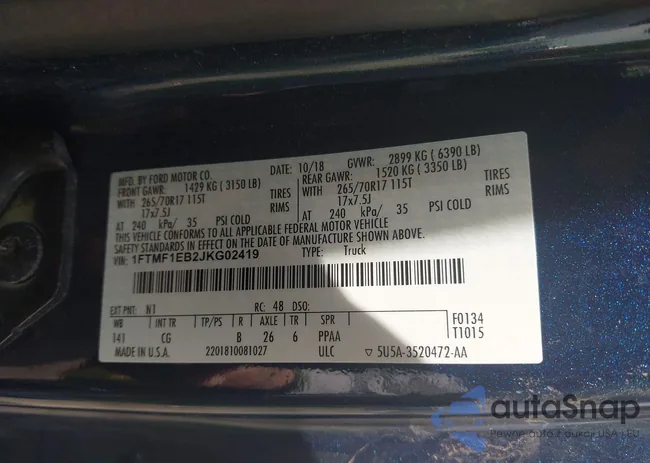 MFD. BY FORD MOTOR CO.
DATE: 10/18 GVWR: 2899 KG ( 6390 LB)
FRONT GAWR: 1429 KG ( 3150 LB)
REAR GAWR: 1520 KG ( 3350 LB)
WITH 265/70R17 115T TIRES
WITH 265/70R17 115T TIRES
17x7.5J RIMS
17x7.5J RIMS
AT 240 kPa/ 35 PSI COLD
AT 240 kPa/ 35 PSI COLD
THIS VEHICLE CONFORMS TO ALL APPLICABLE FEDERAL MOTOR VEHICLE
SAFETY STANDARDS IN EFFECT ON THE DATE OF MANUFACTURE SHOWN ABOVE.
VIN: 1FTMF1EB2JKG02419 TYPE: Truck
EXT PNT: N1 RC: 48 DSO:
WB INT TR TP/PS R AXLE TR SPR
141 CG B 26 6 PPAA
F0134
T1015
MADE IN U.S.A. 2201810081027 ULC ▽ 5U5A-3520472-AA
autoSnap
Pewne auto z aukcji USA i EU